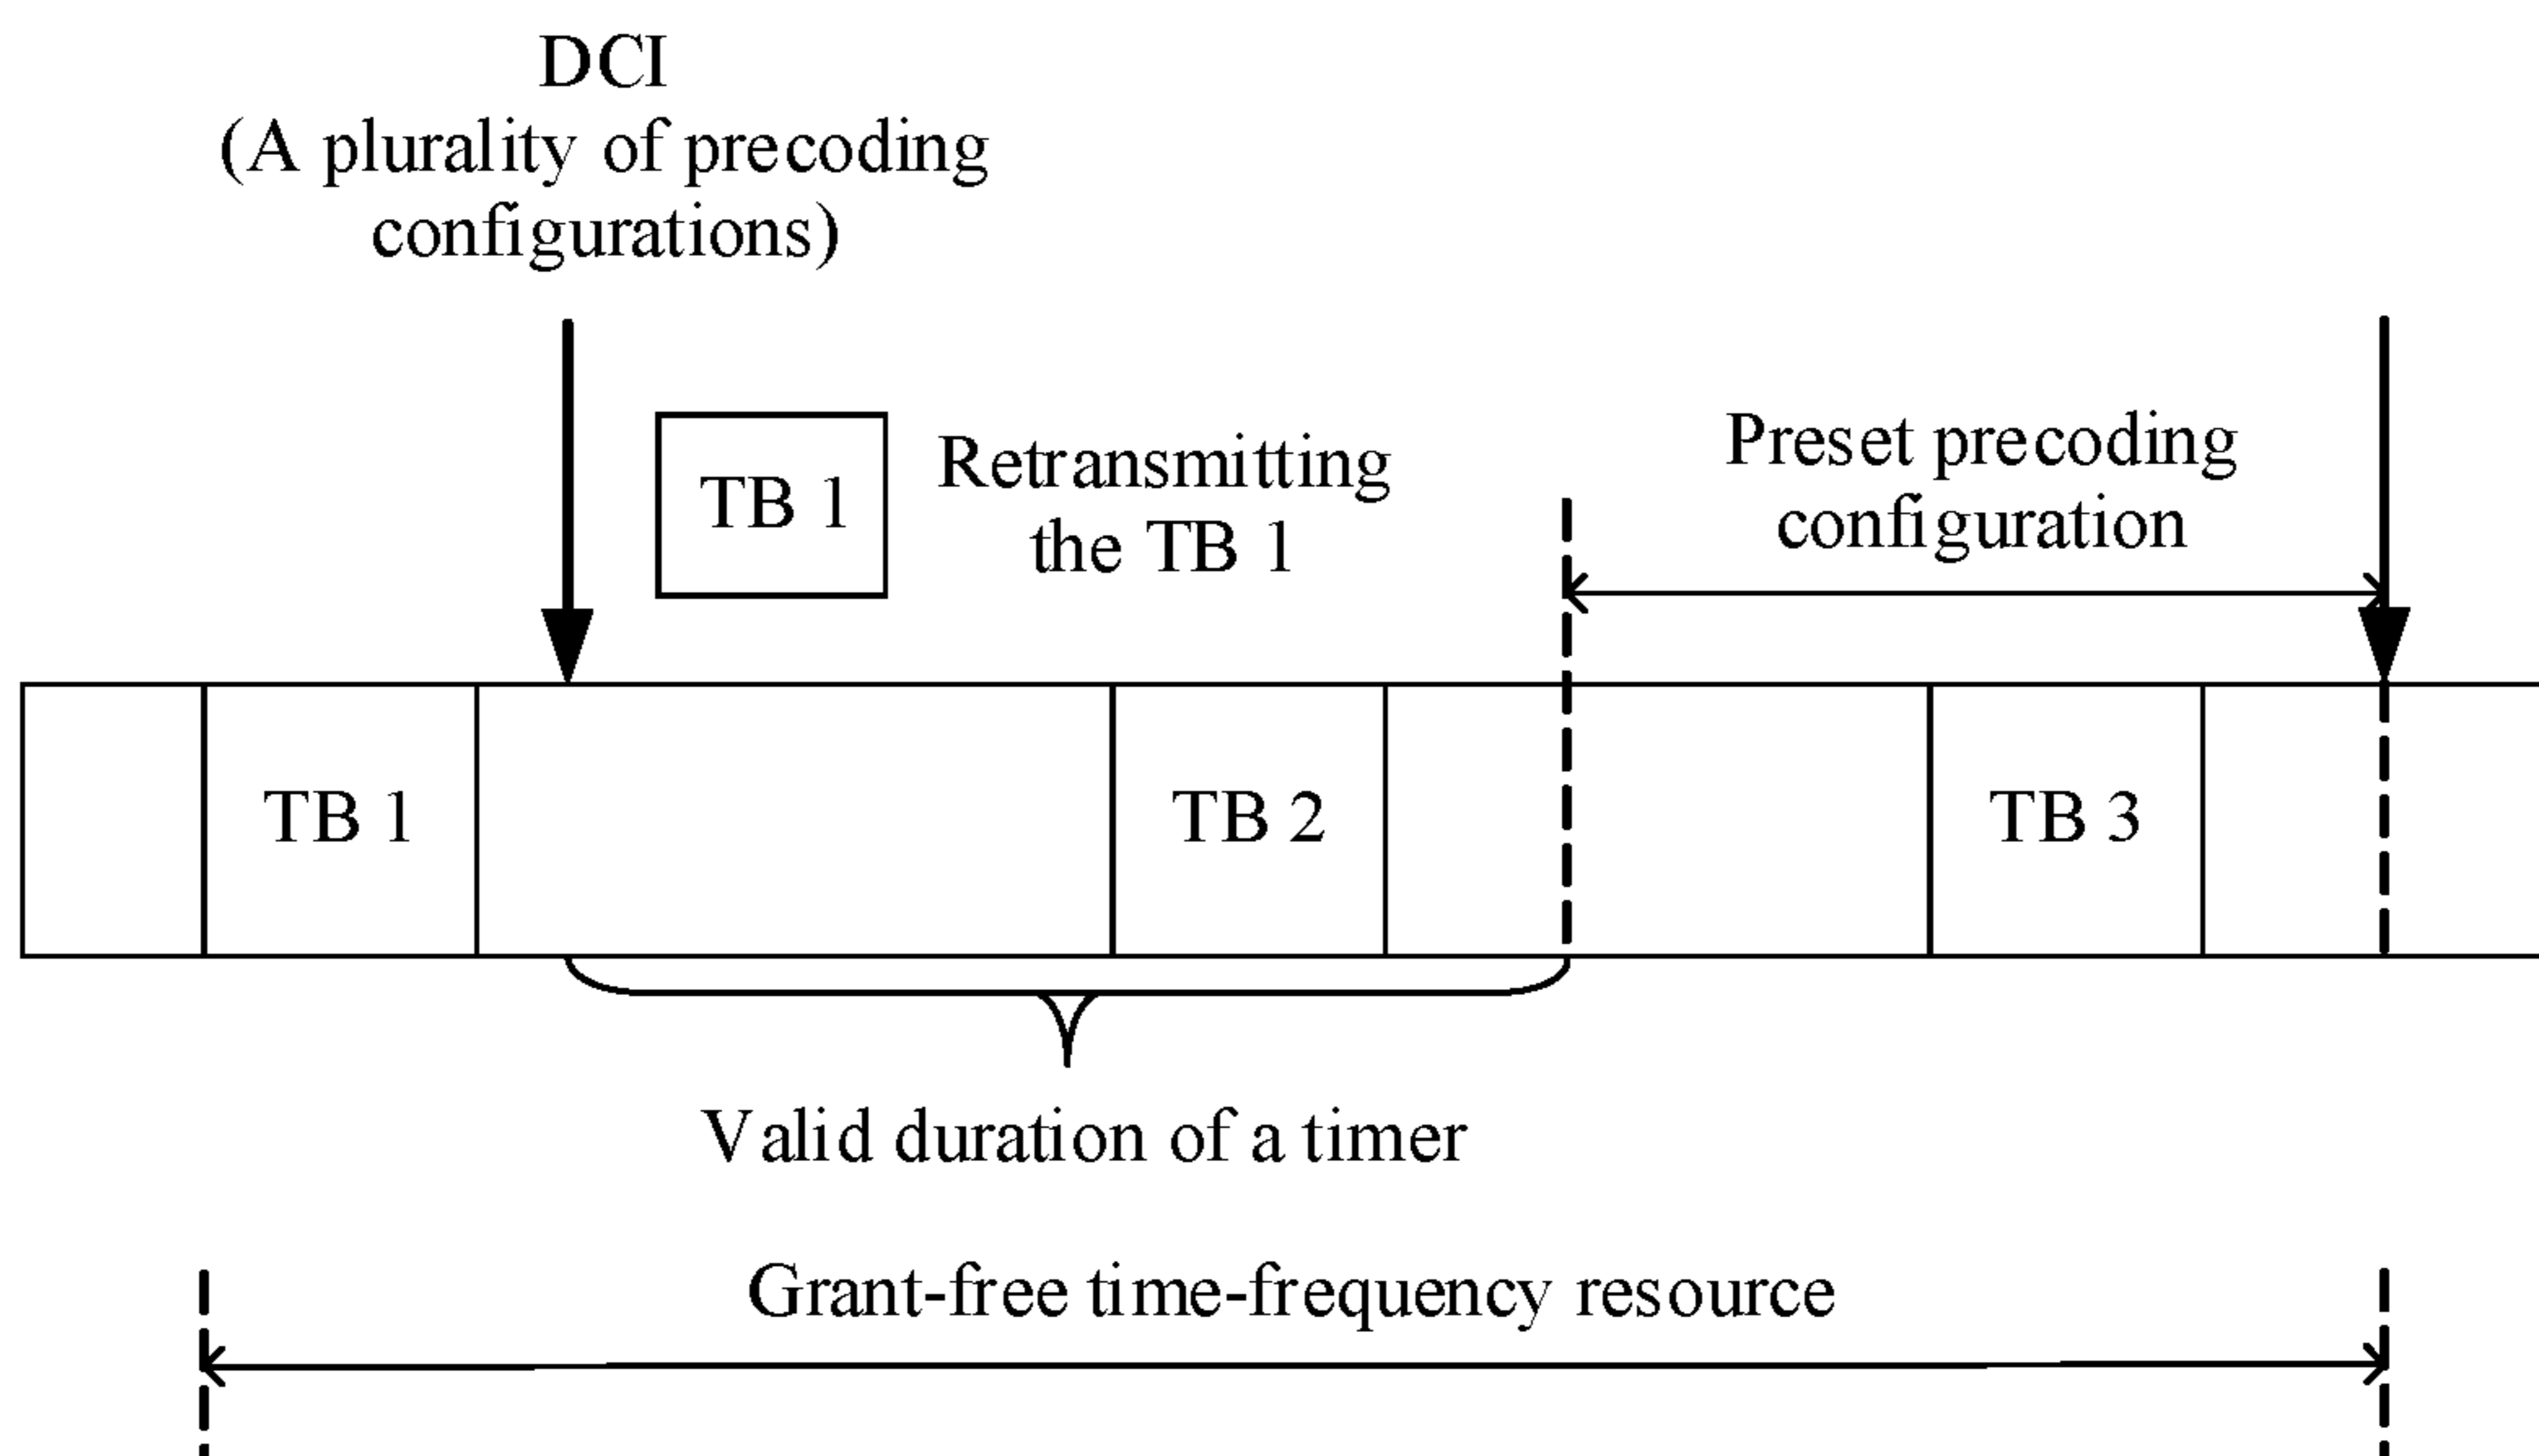 DCI
(A plurality of precoding
configurations)
TB 1
Retransmitting
the TB 1
Preset precoding
configuration
TB 1
TB 2
TB 3
Valid duration of a timer
Grant-free time-frequency resource